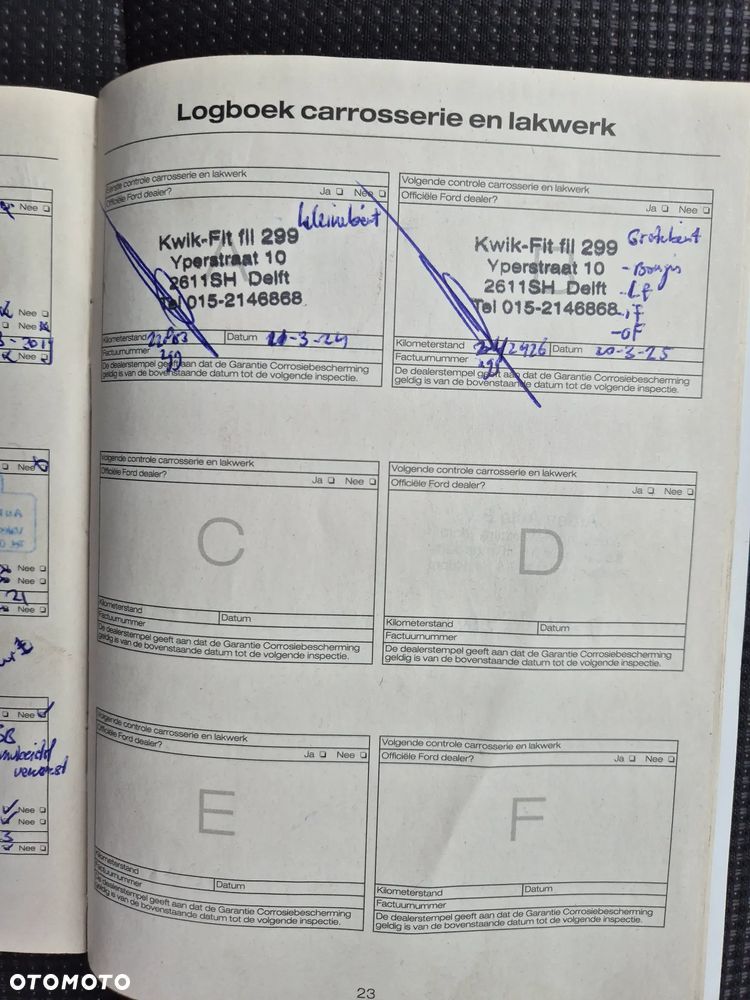 Logboek carrosserie en lakwerk
Eerste controle carrosserie en lakwerk
Officiële Ford dealer?
Ja Nee
Kwik-Fit fil 299
Yperstraat 10
2611SH Delft
Tel 015-2146868
Kilometerstand
Datum 21-3-24
Factuurnummer
De dealerstempel geeft aan dat de Garantie Corrosiebescherming
geldig is van de bovenstaande datum tot de volgende inspectie.
Volgende controle carrosserie en lakwerk
Officiële Ford dealer?
Ja Nee
Kwik-Fit fil 299
Yperstraat 10
2611SH Delft
Tel 015-2146868
Kilometerstand
Datum 20-3-25
Factuurnummer
De dealerstempel geeft aan dat de Garantie Corrosiebescherming
geldig is van de bovenstaande datum tot de volgende inspectie.
Volgende controle carrosserie en lakwerk
Officiële Ford dealer?
Ja Nee
C
Kilometerstand
Factuurnummer
Datum
De dealerstempel geeft aan dat de Garantie Corrosiebescherming
geldig is van de bovenstaande datum tot de volgende inspectie.
Volgende controle carrosserie en lakwerk
Officiële Ford dealer?
Ja Nee
D
Kilometerstand
Datum
Factuurnummer
De dealerstempel geeft aan dat de Garantie Corrosiebescherming
geldig is van de bovenstaande datum tot de volgende inspectie.
Volgende controle carrosserie en lakwerk
Officiële Ford dealer?
Ja Nee
E
Kilometerstand
Factuurnummer
Datum
De dealerstempel geeft aan dat de Garantie Corrosiebescherming
geldig is van de bovenstaande datum tot de volgende inspectie.
Volgende controle carrosserie en lakwerk
Officiële Ford dealer?
Ja Nee
F
Kilometerstand
Datum
Factuurnummer
De dealerstempel geeft aan dat de Garantie Corrosiebescherming
geldig is van de bovenstaande datum tot de volgende inspectie.
23
OTOMOTO